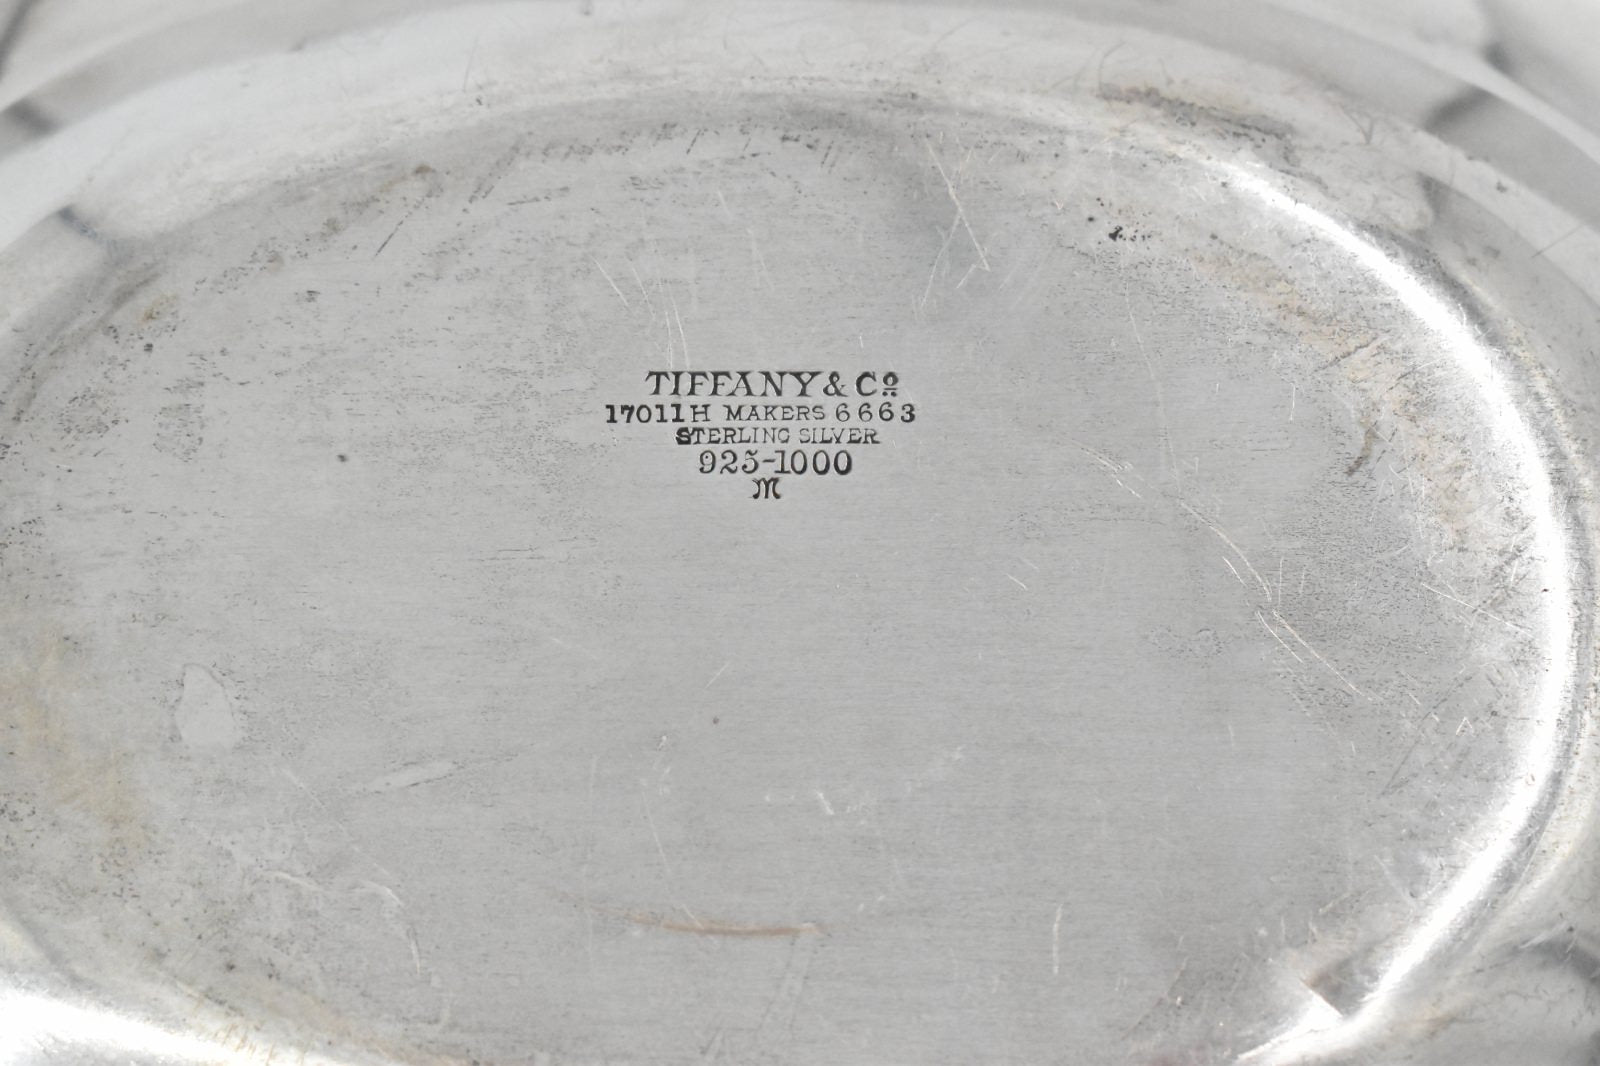 TIFFANY & Co
17011H MAKERS 6663
STERLING SILVER
925-1000
M